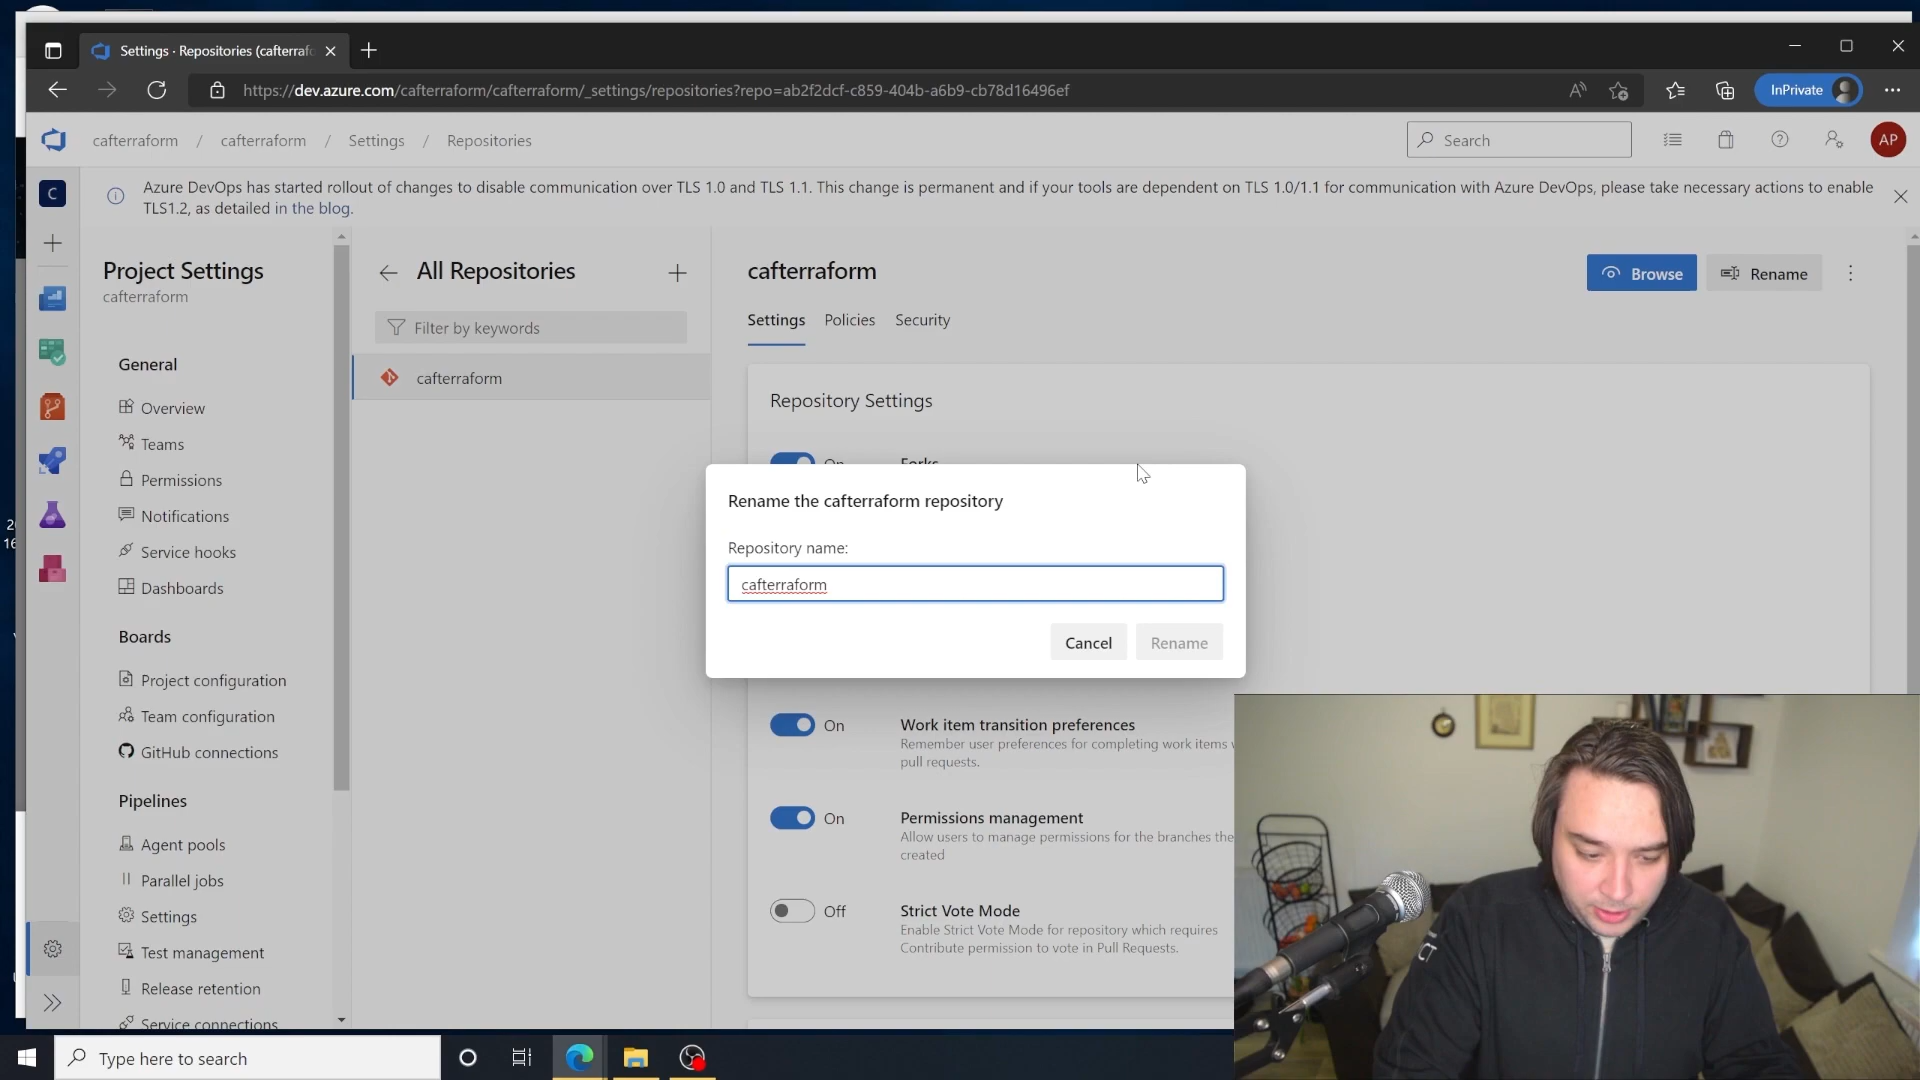 Settings · Repositories (cafterraf
https://dev.azure.com/cafterraform/cafterraform/_settings/repositories?repo=ab2f2dcf-c859-404b-a6b9-cb78d16496ef
InPrivate
cafterraform / cafterraform / Settings / Repositories
Search
AP
C
Azure DevOps has started rollout of changes to disable communication over TLS 1.0 and TLS 1.1. This change is permanent and if your tools are dependent on TLS 1.0/1.1 for communication with Azure DevOps, please take necessary actions to enable
TLS1.2, as detailed in the blog.
Project Settings
cafterraform
General
Overview
Teams
Permissions
Notifications
Service hooks
Dashboards
Boards
Project configuration
Team configuration
GitHub connections
Pipelines
Agent pools
Parallel jobs
Settings
Test management
Release retention
Service connections
All Repositories
Filter by keywords
cafterraform
cafterraform
Browse
Rename
Settings
Policies
Security
Repository Settings
On
Forks
Rename the cafterraform repository
Repository name:
cafterraform
Cancel
Rename
On
Work item transition preferences
Remember user preferences for completing work items
pull requests.
On
Permissions management
Allow users to manage permissions for the branches the
created
Off
Strict Vote Mode
Enable Strict Vote Mode for repository which requires
Contribute permission to vote in Pull Requests.
Type here to search